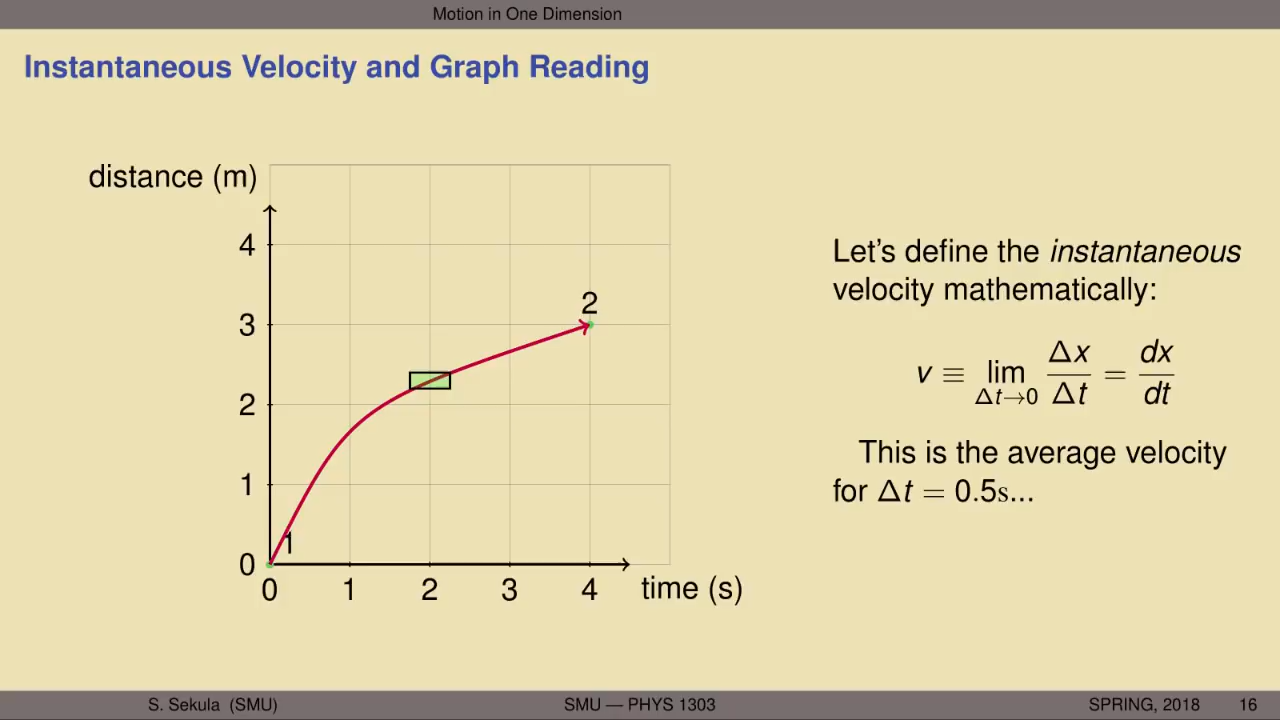 Motion in One Dimension
Instantaneous Velocity and Graph Reading
distance (m)
4
3
2
1
0
0 1 2 3 4
time (s)
1
2
Let's define the instantaneous
velocity mathematically:
v ≡ lim Δt→0 Δx/Δt = dx/dt
This is the average velocity
for Δt = 0.5s...
S. Sekula (SMU) SMU — PHYS 1303 SPRING, 2018 16